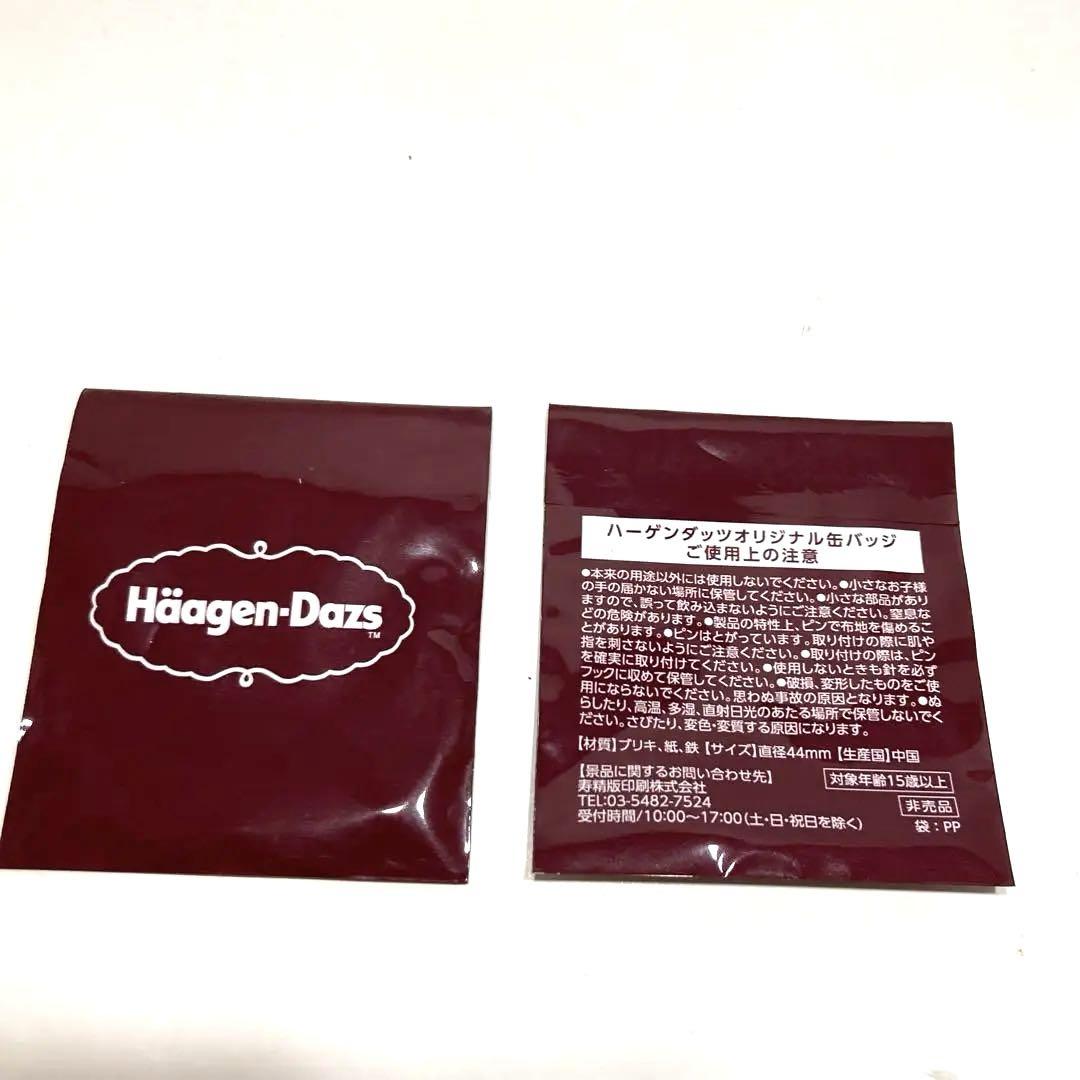 Häagen-Dazs
TM
ハーゲンダッツオリジナル缶バッジ
ご使用上の注意
●本来の用途以外には使用しないでください。●小さなお子様
の手の届かない場所に保管してください。●小さな部品があり
ますので、誤って飲み込まないようにご注意ください。窒息な
どの危険があります。●製品の特性上、ピンで布地を傷めるこ
とがあります。●ピンはとがっています。取り付けの際に肌や
指を刺さないようにご注意ください。●取り付けの際は、ピン
を確実に取り付けてください。●使用しないときも針を必ず
フックに収めて保管してください。●破損、変形したものをご使
用にならないでください。思わぬ事故の原因となります。●ぬ
らしたり、高温、多湿、直射日光のあたる場所で保管しないでく
ださい。さびたり、変色・変質する原因になります。
【材質】ブリキ、紙、鉄【サイズ】直径44mm【生産国】中国
【景品に関するお問い合わせ先】
寿精版印刷株式会社
TEL:03-5482-7524
受付時間/10:00〜17:00(土・日・祝日を除く)
対象年齢15歳以上
非売品
袋：PP